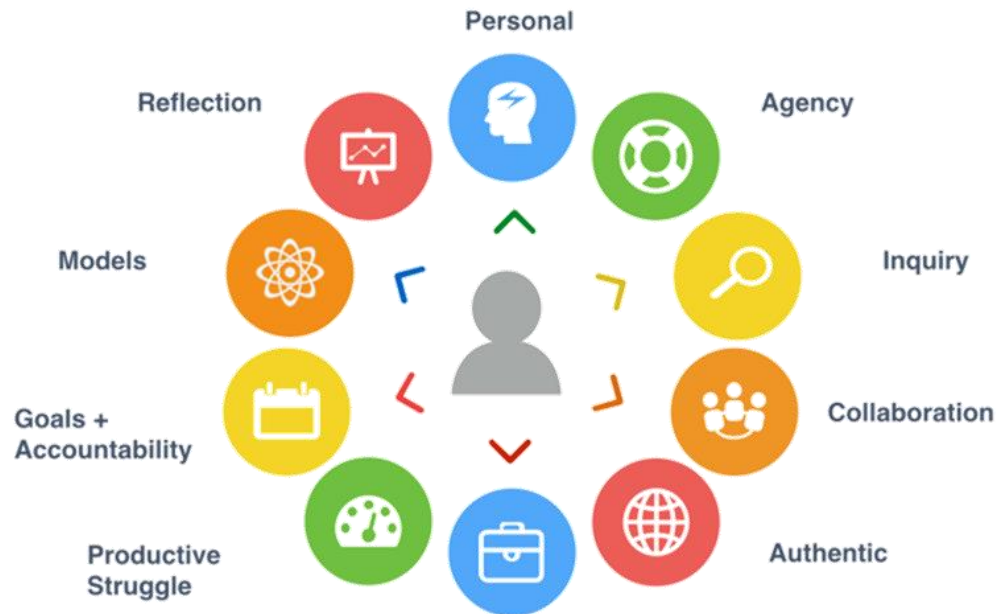 Personal
Reflection
Agency
Models
Inquiry
Goals +
Accountability
Collaboration
Productive
Struggle
Authentic